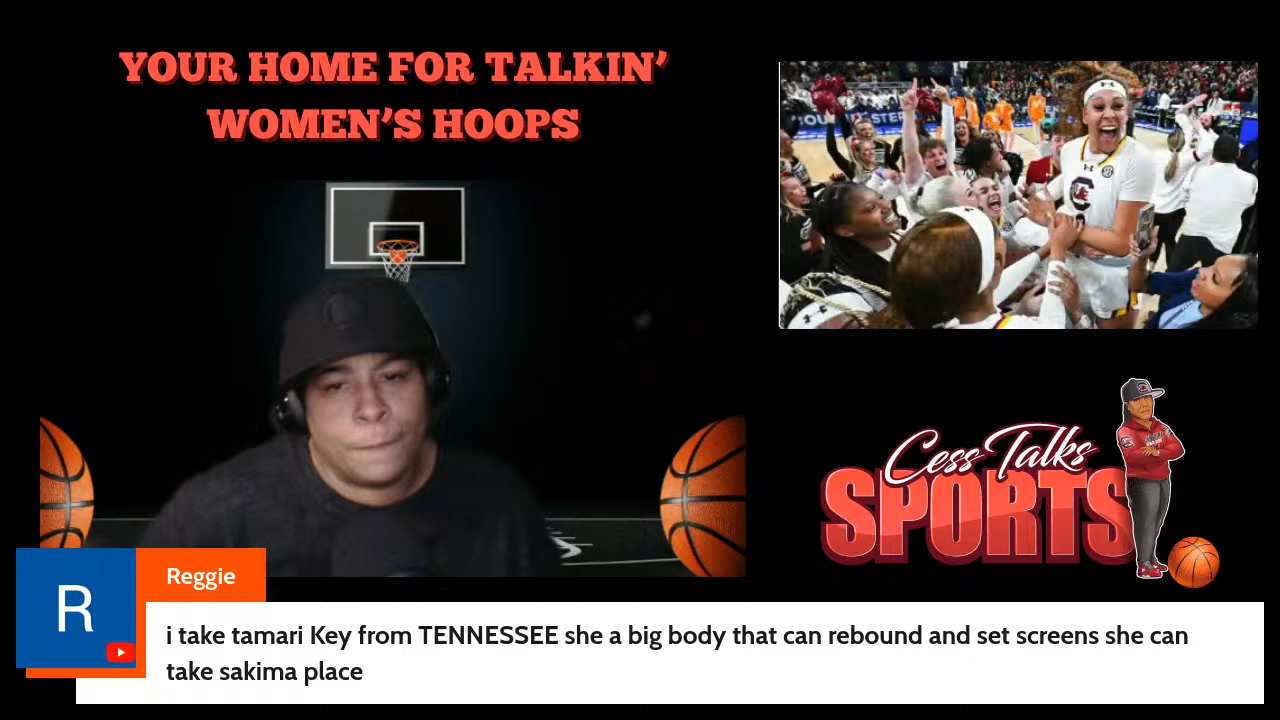 YOUR HOME FOR TALKIN'
WOMEN'S HOOPS
Cess Talks
SPORTS
R
Reggie
i take tamari Key from TENNESSEE she a big body that can rebound and set screens she can
take sakima place